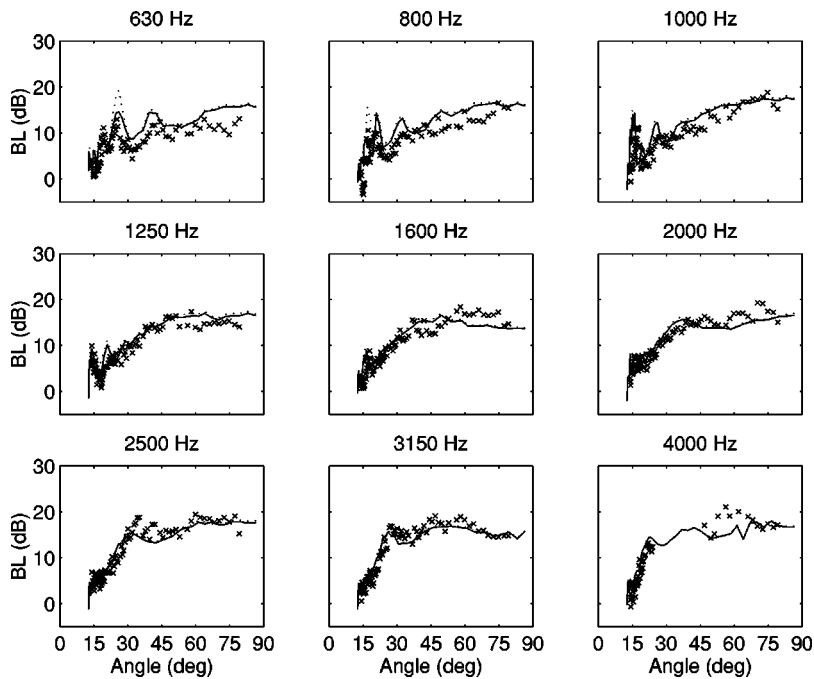 630 Hz
800 Hz
1000 Hz
BL (dB)
30
20
10
0
1250 Hz
1600 Hz
2000 Hz
BL (dB)
30
20
10
0
2500 Hz
3150 Hz
4000 Hz
BL (dB)
30
20
10
0
0 15 30 45 60 75 90
0 15 30 45 60 75 90
0 15 30 45 60 75 90
Angle (deg)
Angle (deg)
Angle (deg)